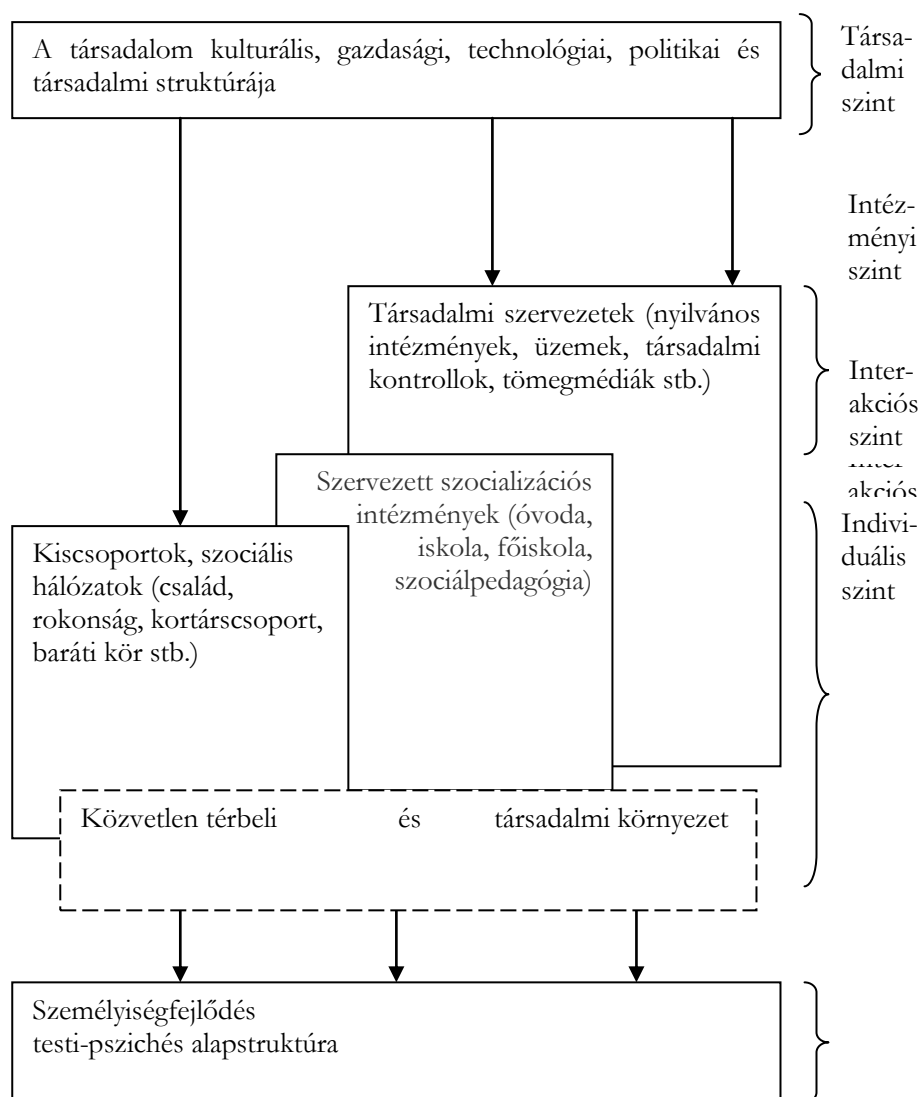 A társadalom kulturális, gazdasági, technológiai, politikai és
társadalmi struktúrája
Társa-
dalmi
szint
Intéz-
ményi
szint
Társadalmi szervezetek (nyilvános
intézmények, üzemek, társadalmi
kontrollok, tömegmédiák stb.)
Inter-
akciós
szint
Inter-
akciós
Szervezett szocializációs
intézmények (óvoda,
iskola, főiskola,
szociálpedagógia)
Kiscsoportok, szociális
hálózatok (család,
rokonság, kortárscsoport,
baráti kör stb.)
Indivi-
duális
szint
Közvetlen térbeli és társadalmi környezet
Személyiségfejlődés
testi-pszichés alapstruktúra